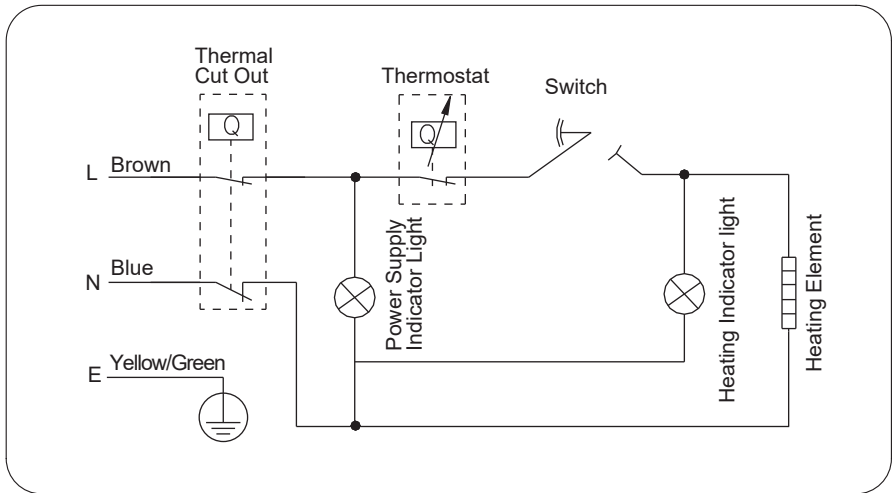 Thermal
Cut Out
Thermostat
Switch
Q
Q
L Brown
N Blue
E Yellow/Green
Power Supply
Indicator Light
Heating Indicator light
Heating Element